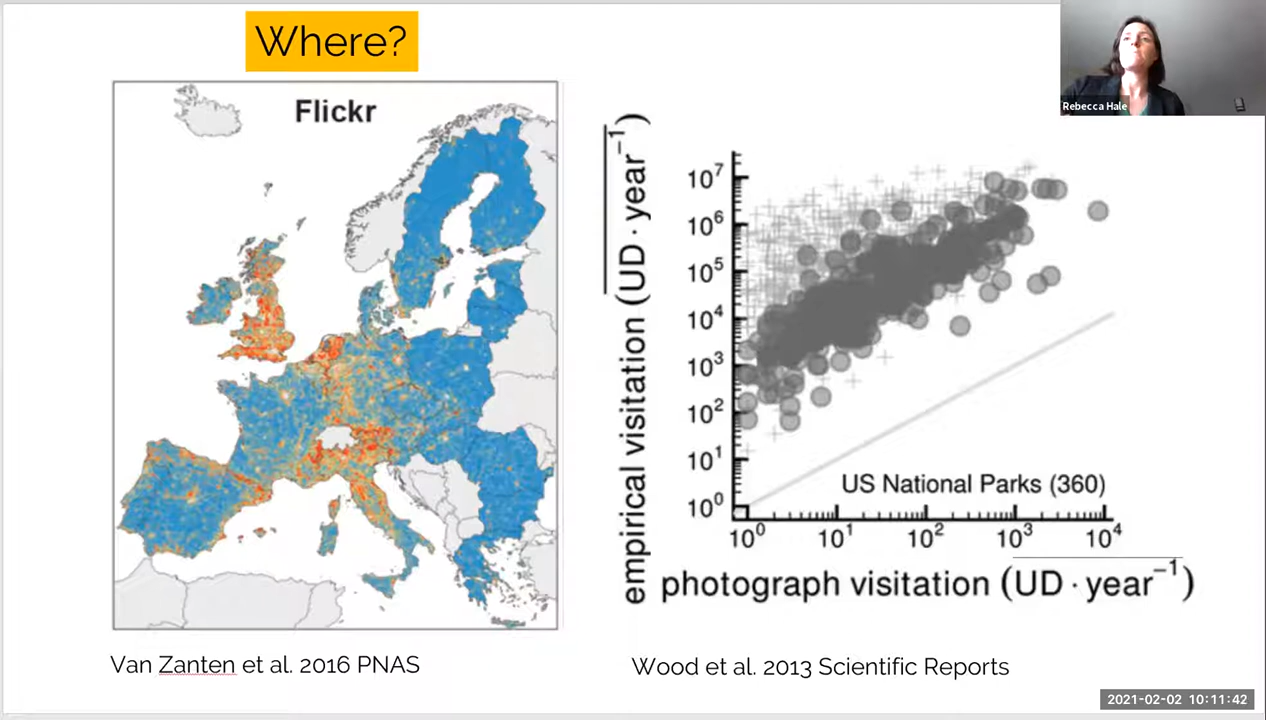 Where?
Rebecca Hale
Flickr
empirical visitation (UD · year⁻¹)
10⁷
10⁶
10⁵
10⁴
10³
10²
10¹
10⁰
US National Parks (360)
10⁰ 10¹ 10² 10³ 10⁴
photograph visitation (UD · year⁻¹)
Van Zanten et al. 2016 PNAS
Wood et al. 2013 Scientific Reports
2021-02-02 10:11:42